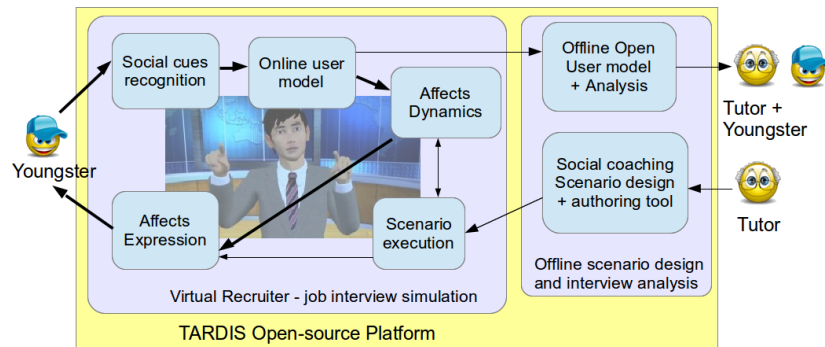 Social cues
recognition
Online user
model
Offline Open
User model
+ Analysis
Affects
Dynamics
Tutor +
Youngster
Youngster
Social coaching
Scenario design
+ authoring tool
Affects
Expression
Scenario
execution
Tutor
Offline scenario design
and interview analysis
Virtual Recruiter - job interview simulation
TARDIS Open-source Platform